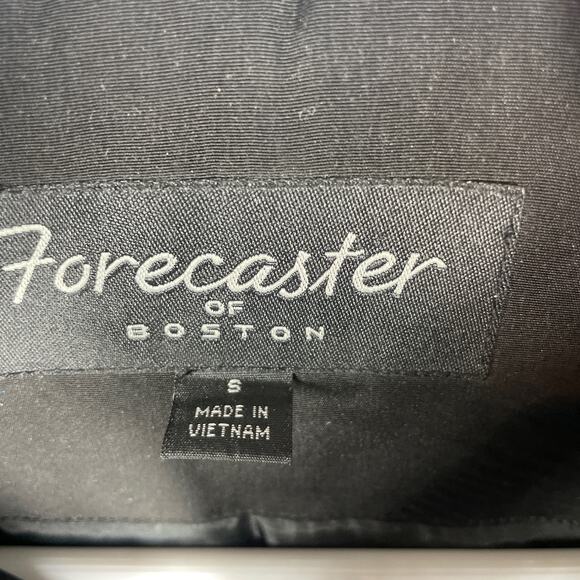 Forecaster
OF
BOSTON
S
MADE IN
VIETNAM